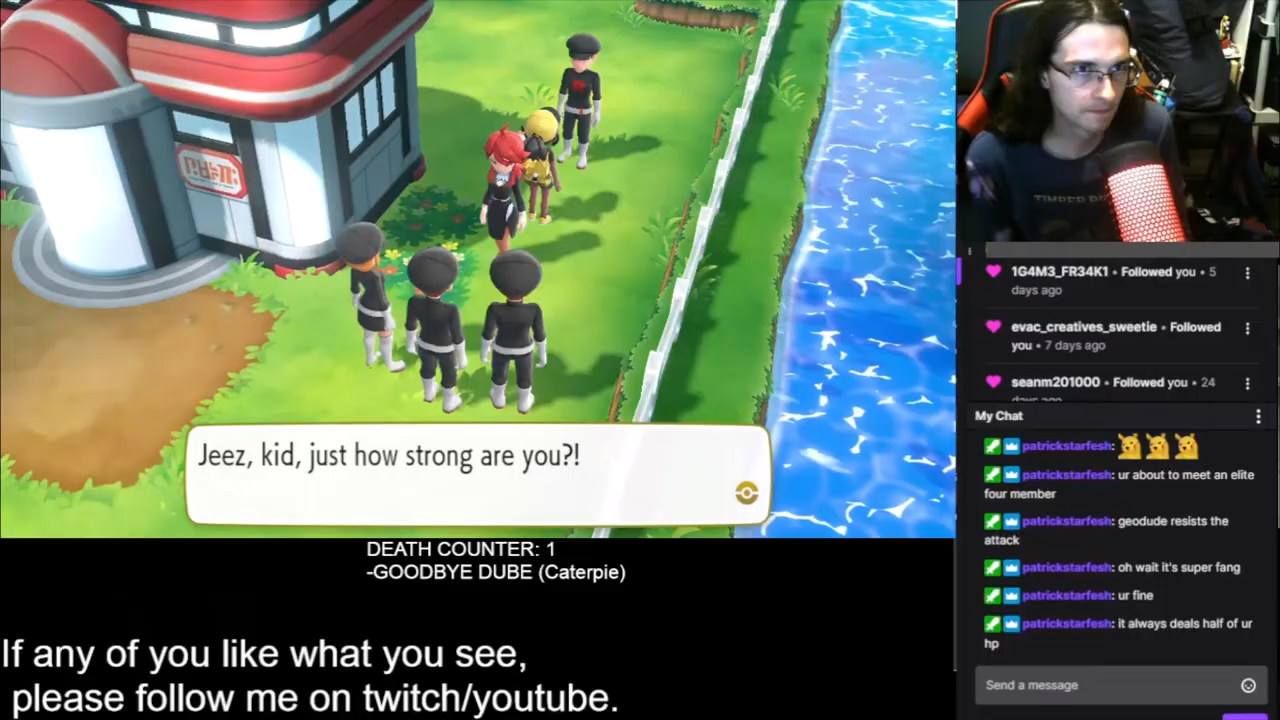 Jeez, kid, just how strong are you?!
DEATH COUNTER: 1
-GOODBYE DUBE (Caterpie)
If any of you like what you see,
please follow me on twitch/youtube.
1G4M3_FR34K1 • Followed you • 5
days ago
evac_creatives_sweetie • Followed
you • 7 days ago
seanm201000 • Followed you • 24
days ago
My Chat
patrickstarfesh:
patrickstarfesh: ur about to meet an elite
four member
patrickstarfesh: geodude resists the
attack
patrickstarfesh: oh wait it's super fang
patrickstarfesh: ur fine
patrickstarfesh: it always deals half of ur
hp
Send a message